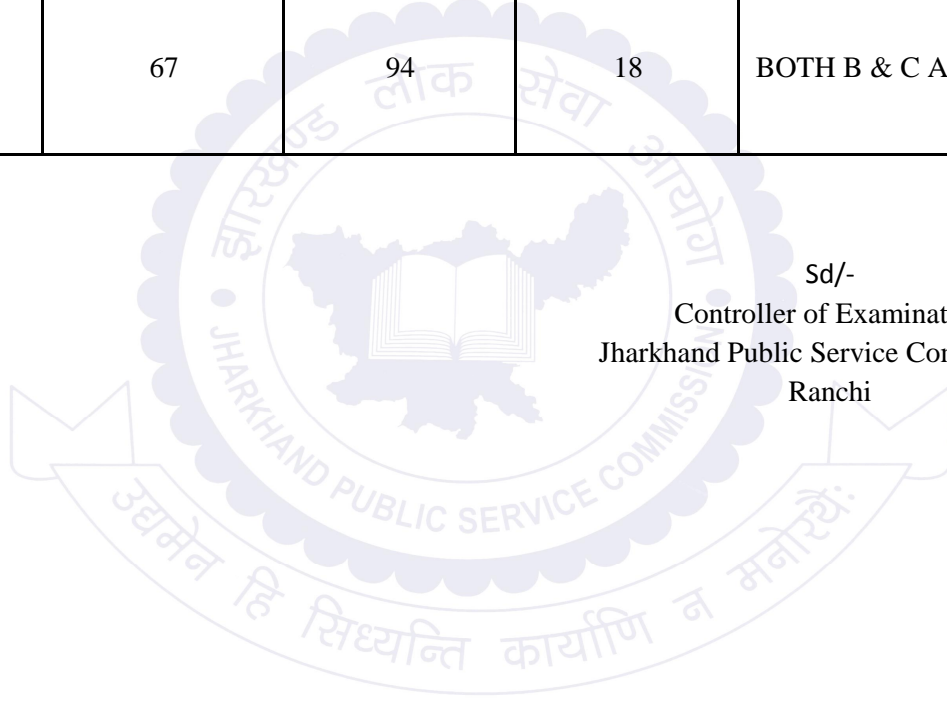 67 94 18 BOTH B & C A
Sd/-
Controller of Examinat
Jharkhand Public Service Com
Ranchi
झारखण्ड लोक सेवा आयोग
JHARKHAND PUBLIC SERVICE COMMISSION
उद्यमेन हि सिध्यन्ति कार्याणि न मनोरथैः